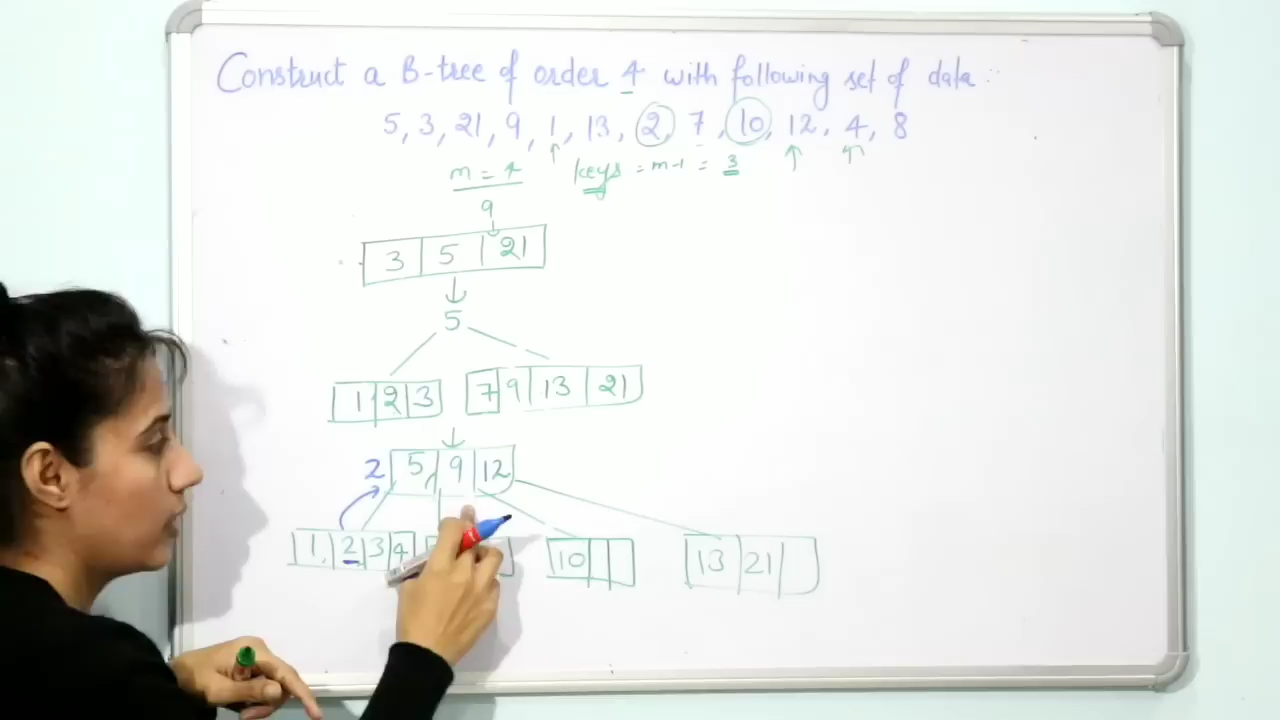 Construct a B-tree of order 4 with following set of data :-
5, 3, 21, 9, 1, 13, 2, 7, 10, 12, 4, 8
m = 4 keys = m-1 = 3
9
3 5 21
5
1 2 3 7 9 13 21
2 5, 9 12
1, 2 3 4 10 13 21